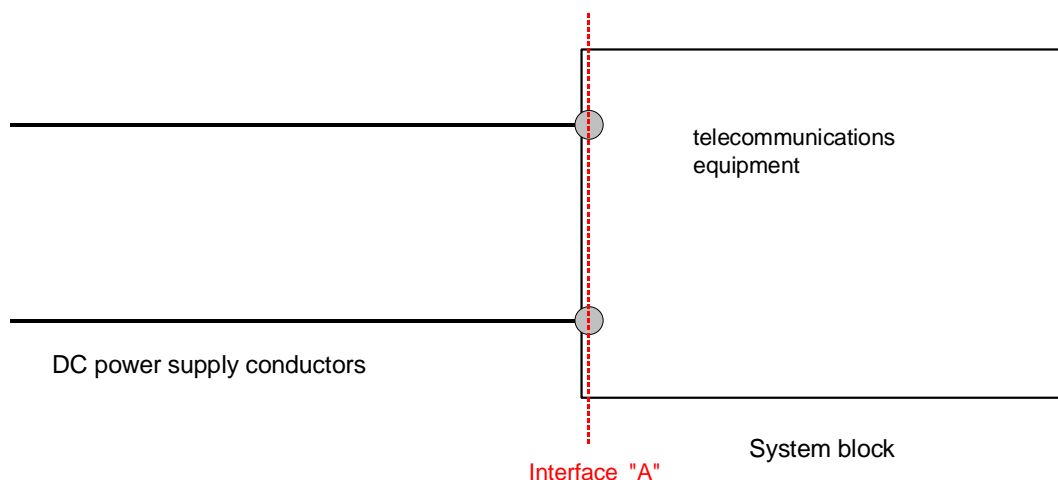 telecommunications
equipment
DC power supply conductors
System block
Interface "A"